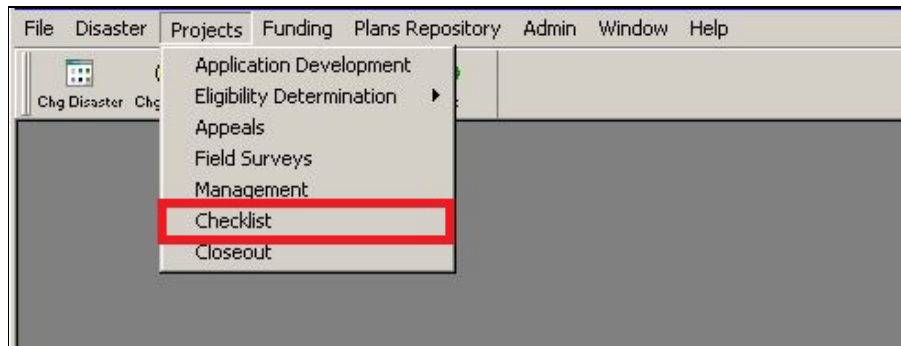 File Disaster Projects Funding Plans Repository Admin Window Help
Chg Disaster
Application Development
Eligibility Determination
Appeals
Field Surveys
Management
Checklist
Closeout